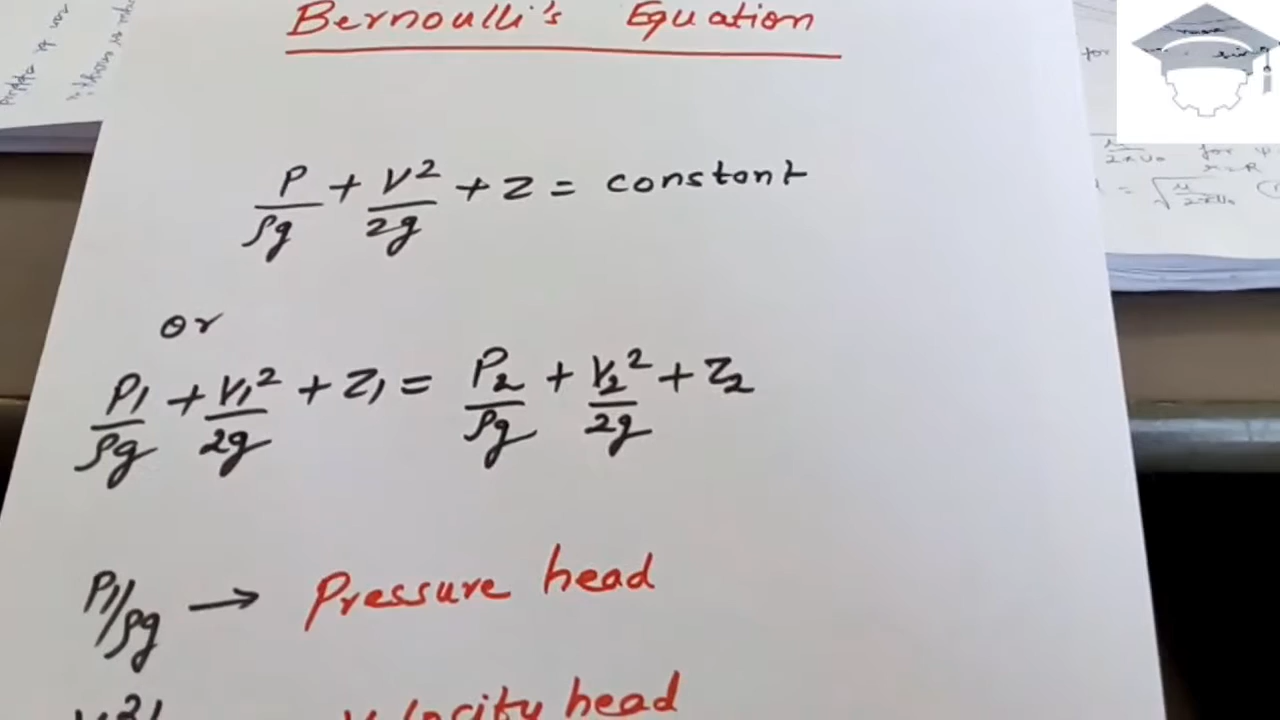 Bernoulli's Equation
P/ρg + V²/2g + Z = constant
or
P₁/ρg + V₁²/2g + Z₁ = P₂/ρg + V₂²/2g + Z₂
P₁/ρg → Pressure head
Velocity head
for